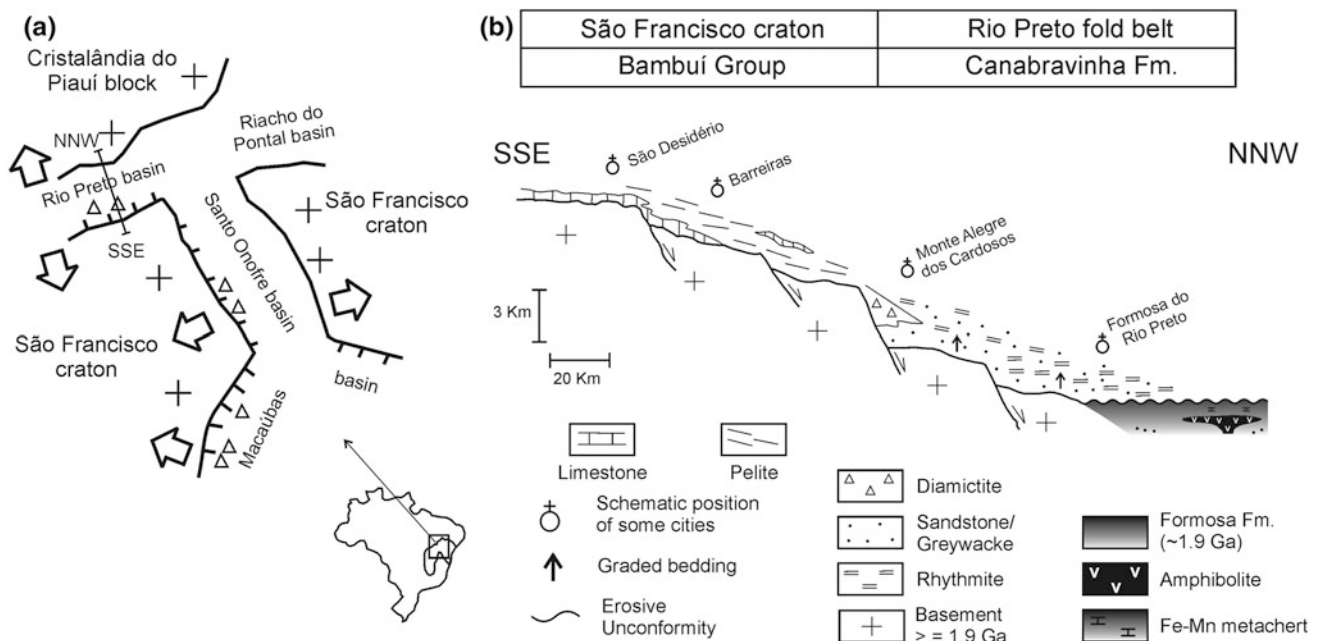 (a)
Cristalândia do
Piauí block
NNW
Riacho do
Pontal basin
Rio Preto basin
SSE
São Francisco
craton
Santo Onofre basin
São Francisco
craton
basin
Macaúbas
(b)
São Francisco craton
Rio Preto fold belt
Bambuí Group
Canabravinha Fm.
SSE
NNW
São Desidério
Barreiras
Monte Alegre
dos Cardosos
Formosa do
Rio Preto
3 Km
20 Km
Limestone
Pelite
Schematic position
of some cities
Graded bedding
Erosive
Unconformity
Diamictite
Sandstone/
Greywacke
Rhythmite
Basement
> = 1.9 Ga
Formosa Fm.
(~1.9 Ga)
Amphibolite
Fe-Mn metachert